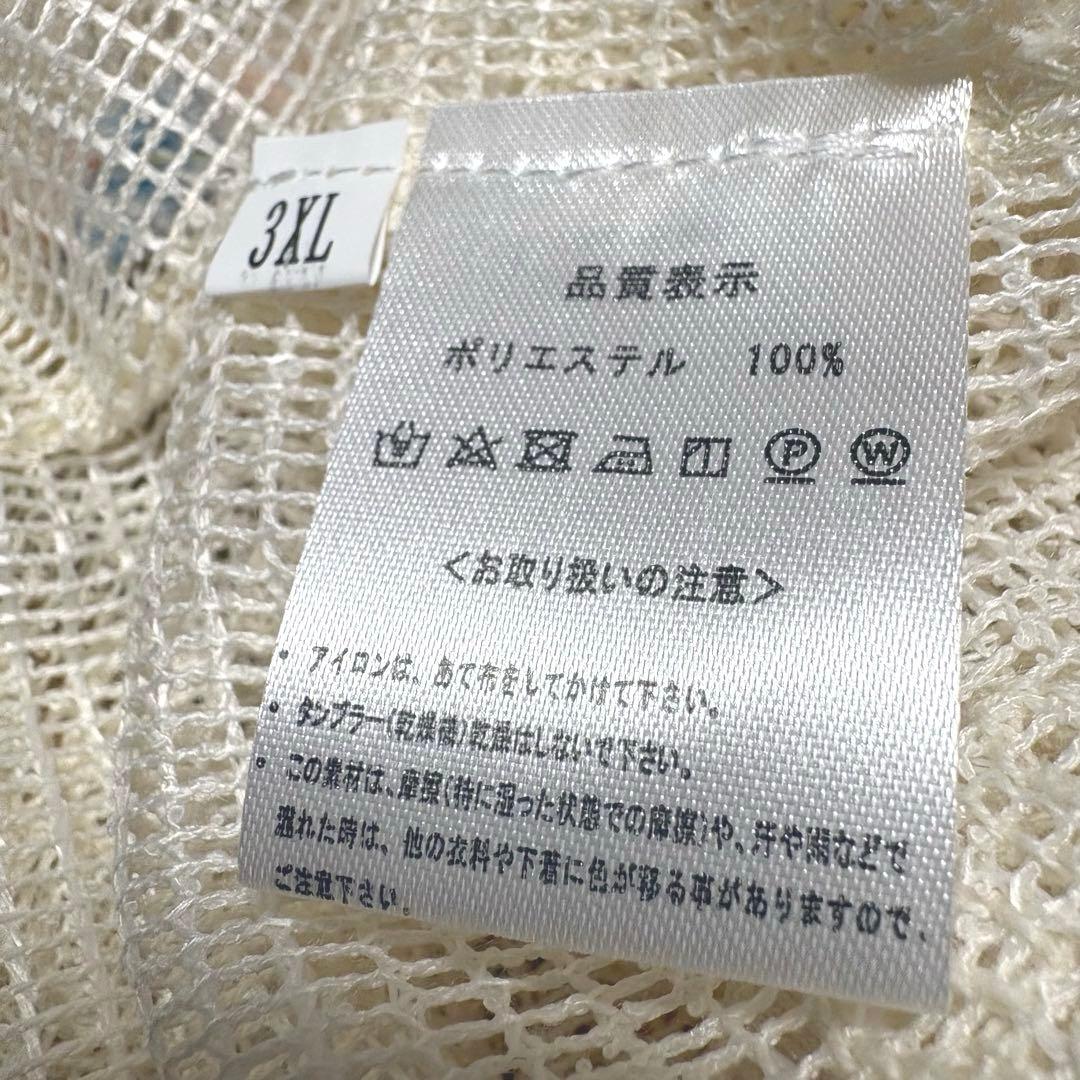 3XL
品質表示
ポリエステル 100%
P W
<お取り扱いの注意>
・アイロンは、あて布をしてかけて下さい。
・タンブラー(乾燥機)乾燥はしないで下さい。
・この素材は、摩擦(特に湿った状態での摩擦)や、汗や雨などで
濡れた時は、他の衣料や下着に色が移る事がありますので、
ご注意下さい。